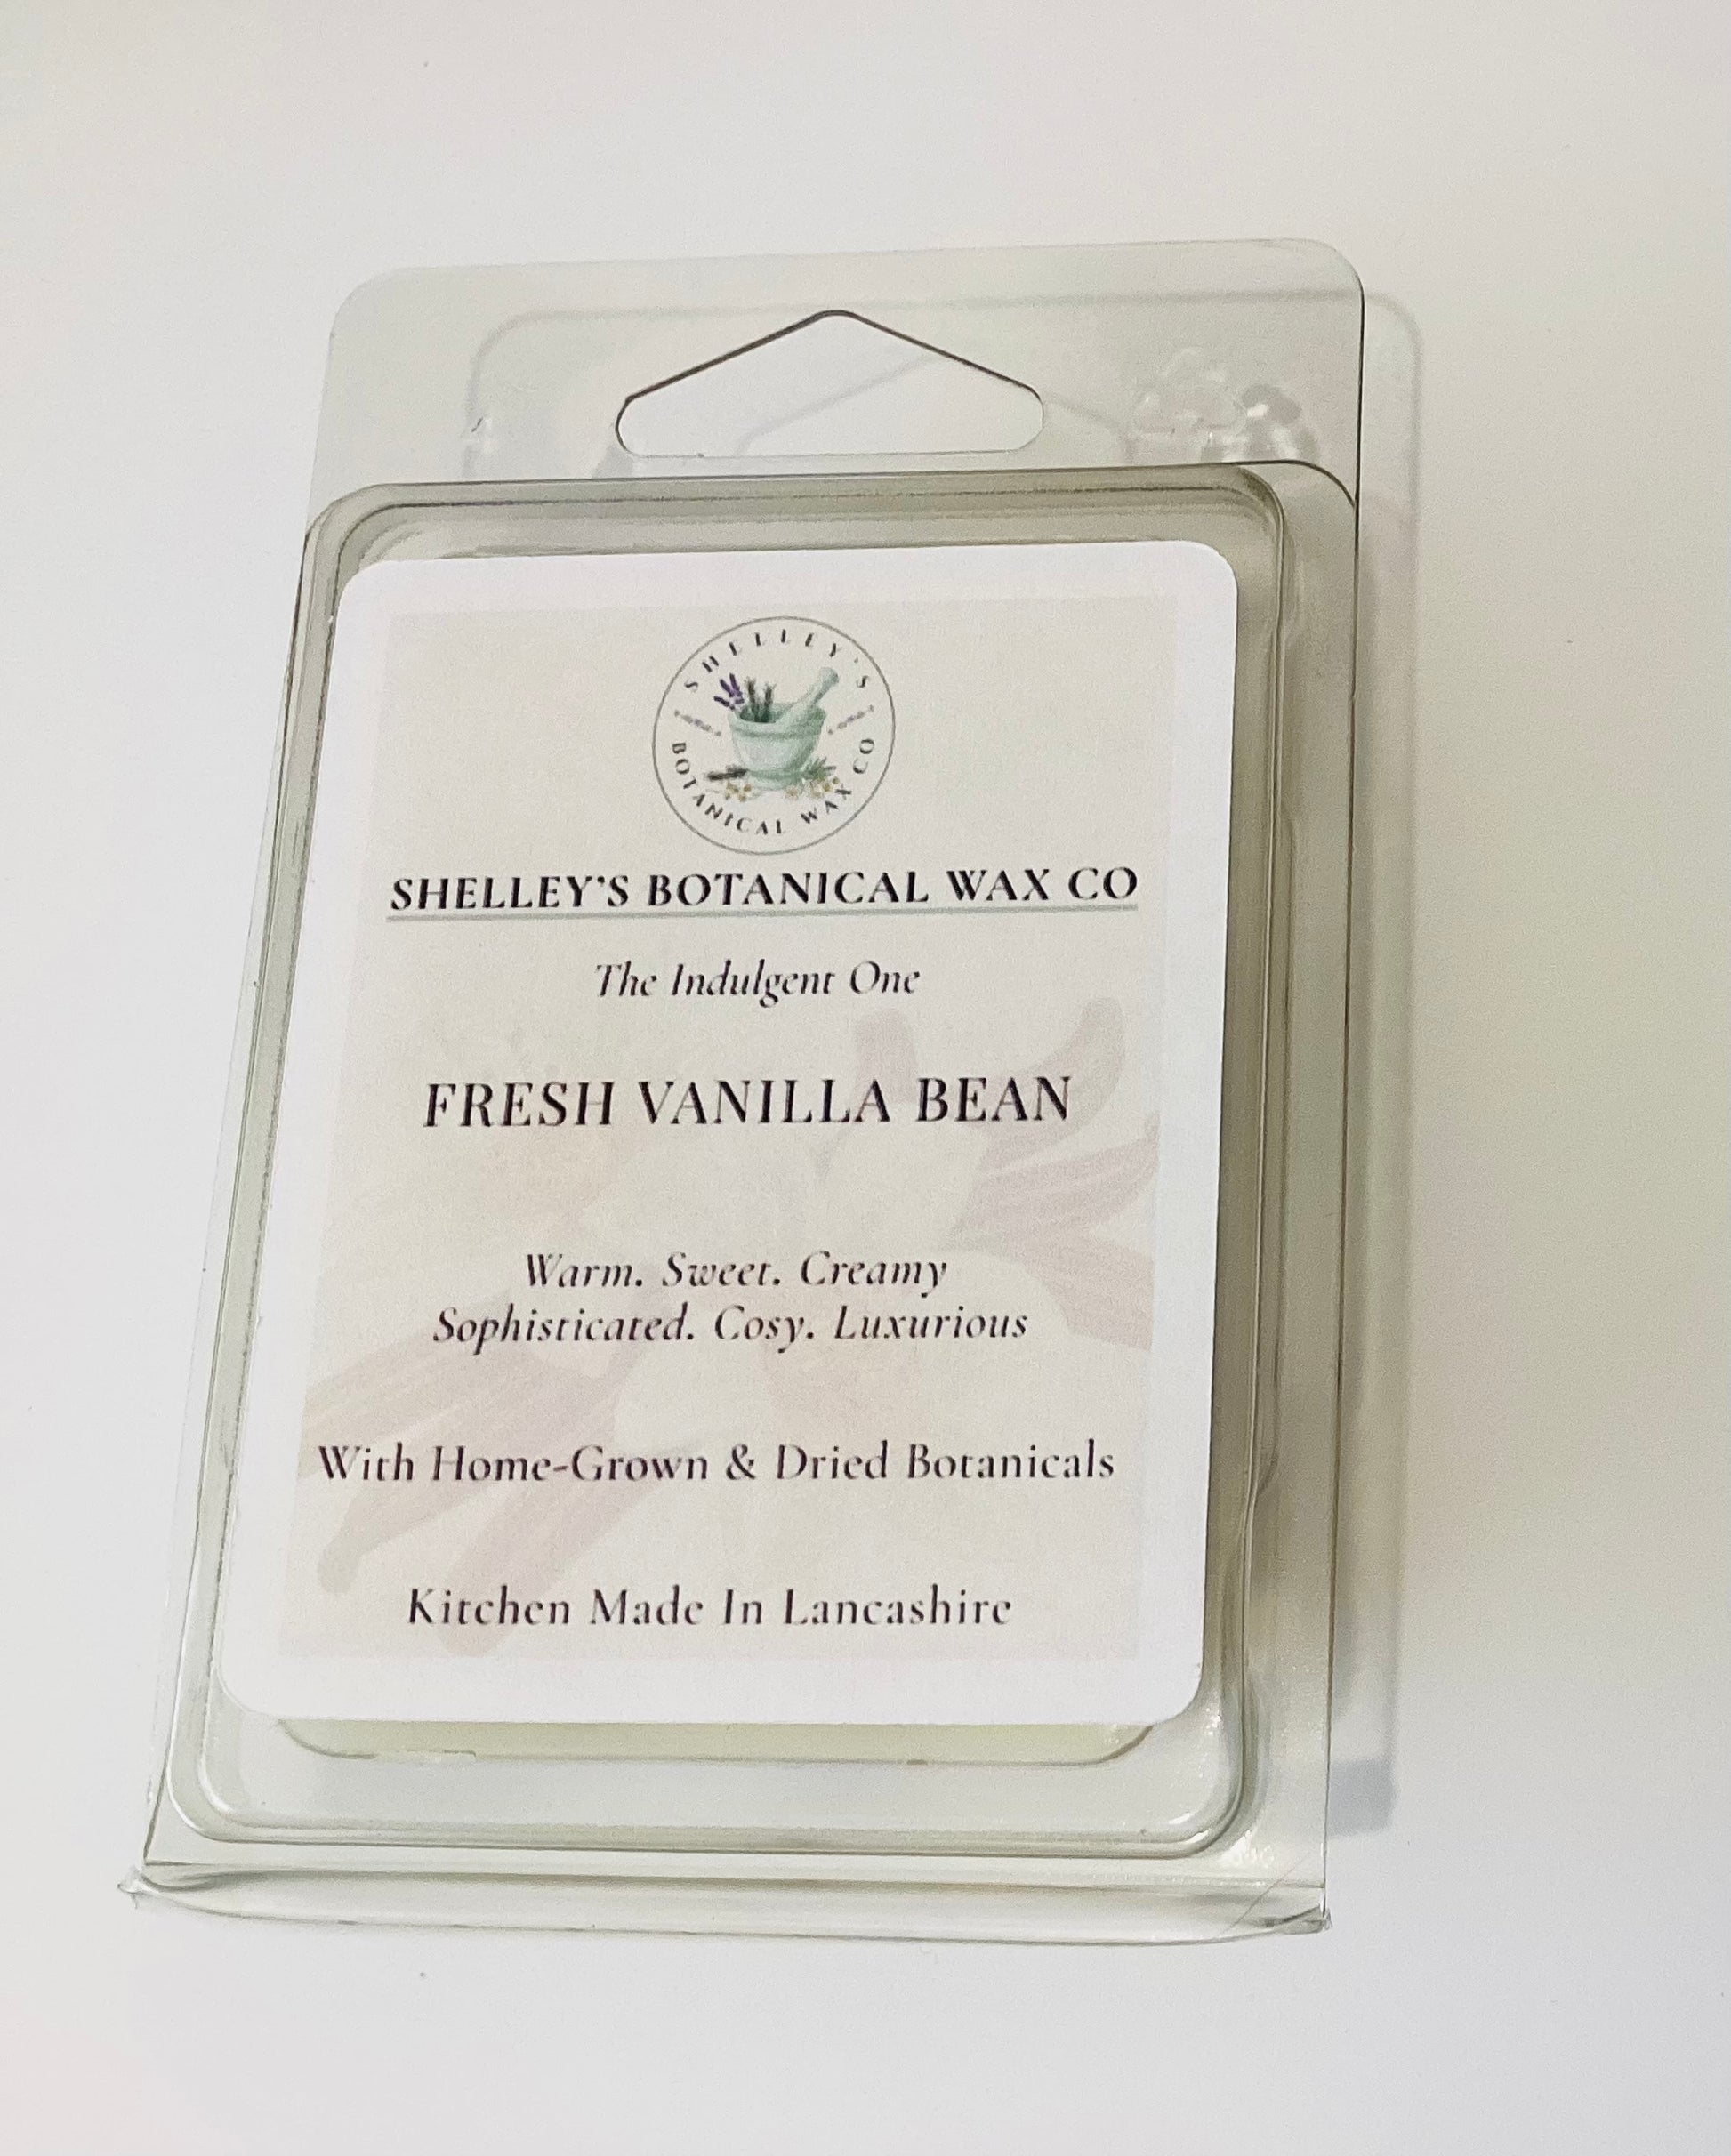 SHELLEY'S
BOTANICAL WAX CO
SHELLEY'S BOTANICAL WAX CO
The Indulgent One
FRESH VANILLA BEAN
Warm. Sweet. Creamy
Sophisticated. Cosy. Luxurious
With Home-Grown & Dried Botanicals
Kitchen Made In Lancashire